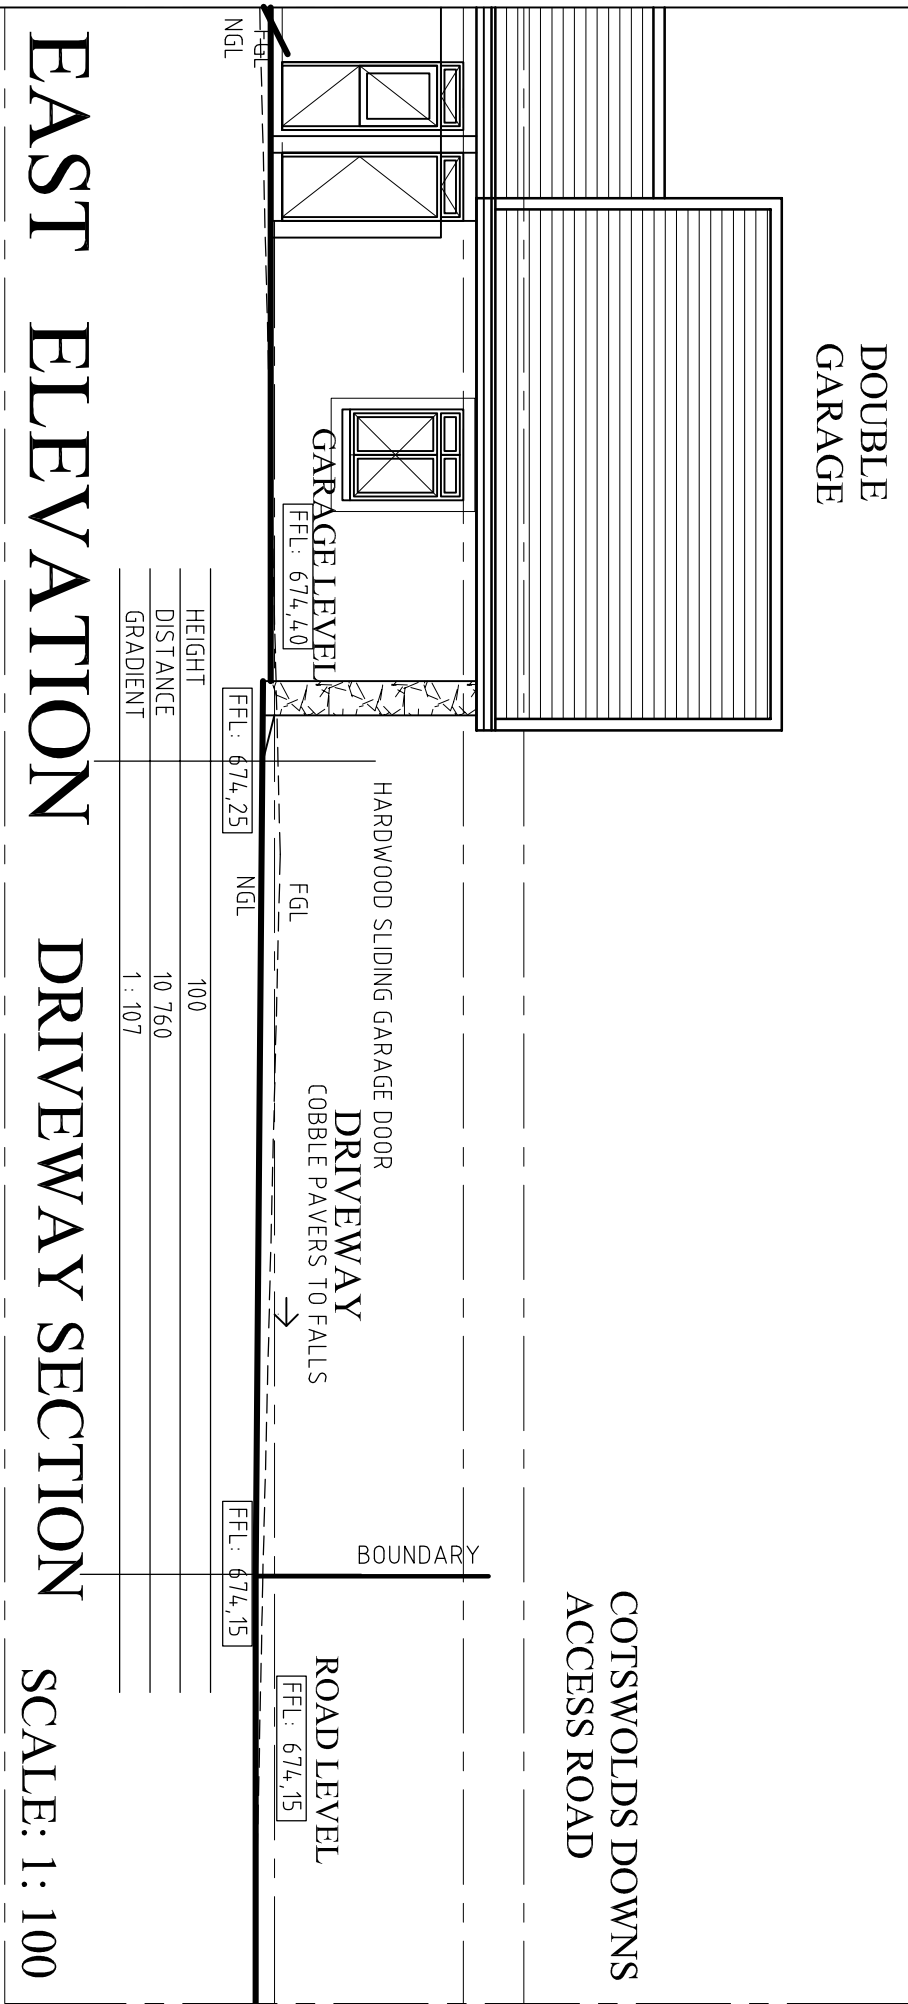 DOUBLE
GARAGE
COTSWOLDS DOWNS
ACCESS ROAD
BOUNDARY
HARDWOOD SLIDING GARAGE DOOR
DRIVEWAY
COBBLE PAVERS TO FALLS
GARAGE LEVEL
FFL: 674,40
ROAD LEVEL
FFL: 674,15
FGL
NGL
FGL
NGL
FFL: 674,25
FFL: 674,15
HEIGHT 100
DISTANCE 10 760
GRADIENT 1 : 107
EAST ELEVATION DRIVEWAY SECTION SCALE: 1: 100